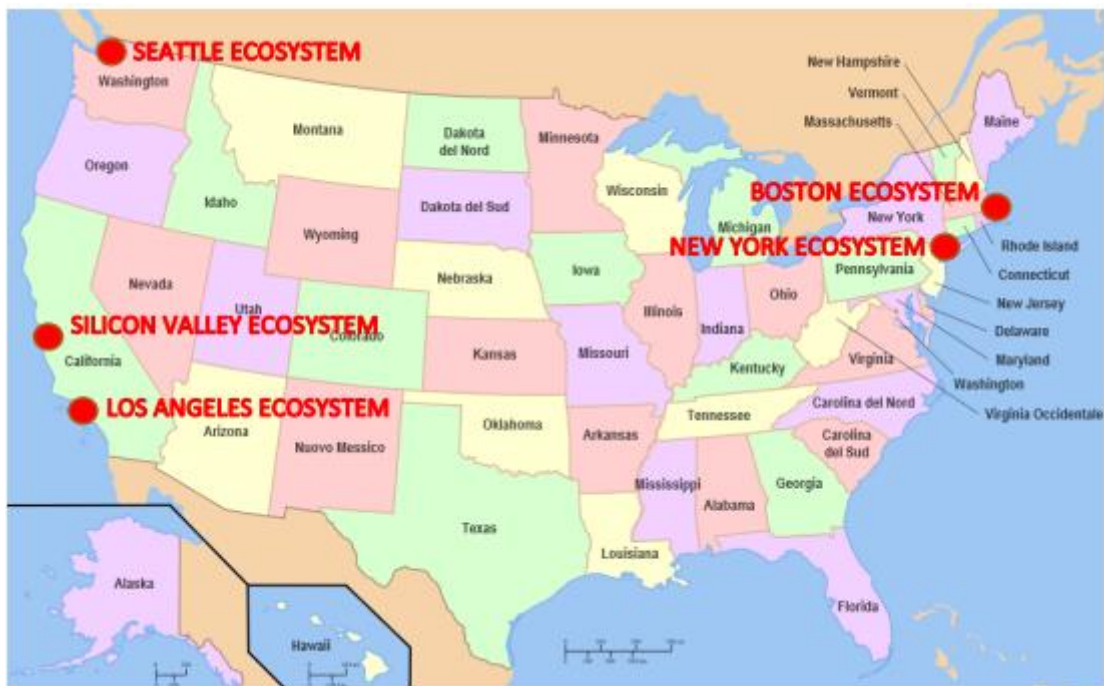 SEATTLE ECOSYSTEM
Washington
Montana
Dakota
del Nord
Minnesota
New Hampshire
Vermont
Massachusetts
Maine
Oregon
Idaho
Wyoming
Dakota del Sud
Wisconsin
Michigan
BOSTON ECOSYSTEM
New York
NEW YORK ECOSYSTEM
Rhode Island
Connecticut
New Jersey
Delaware
Maryland
Washington
Virginia Occidentale
Nevada
Utah
Nebraska
Iowa
Illinois
Indiana
Ohio
Pennsylvania
SILICON VALLEY ECOSYSTEM
California
Colorado
Kansas
Missouri
Kentucky
Virginia
LOS ANGELES ECOSYSTEM
Arizona
Nuovo Messico
Oklahoma
Arkansas
Tennessee
Carolina del Nord
Carolina
del Sud
Mississippi
Alabama
Georgia
Texas
Louisiana
Florida
Alaska
Hawaii